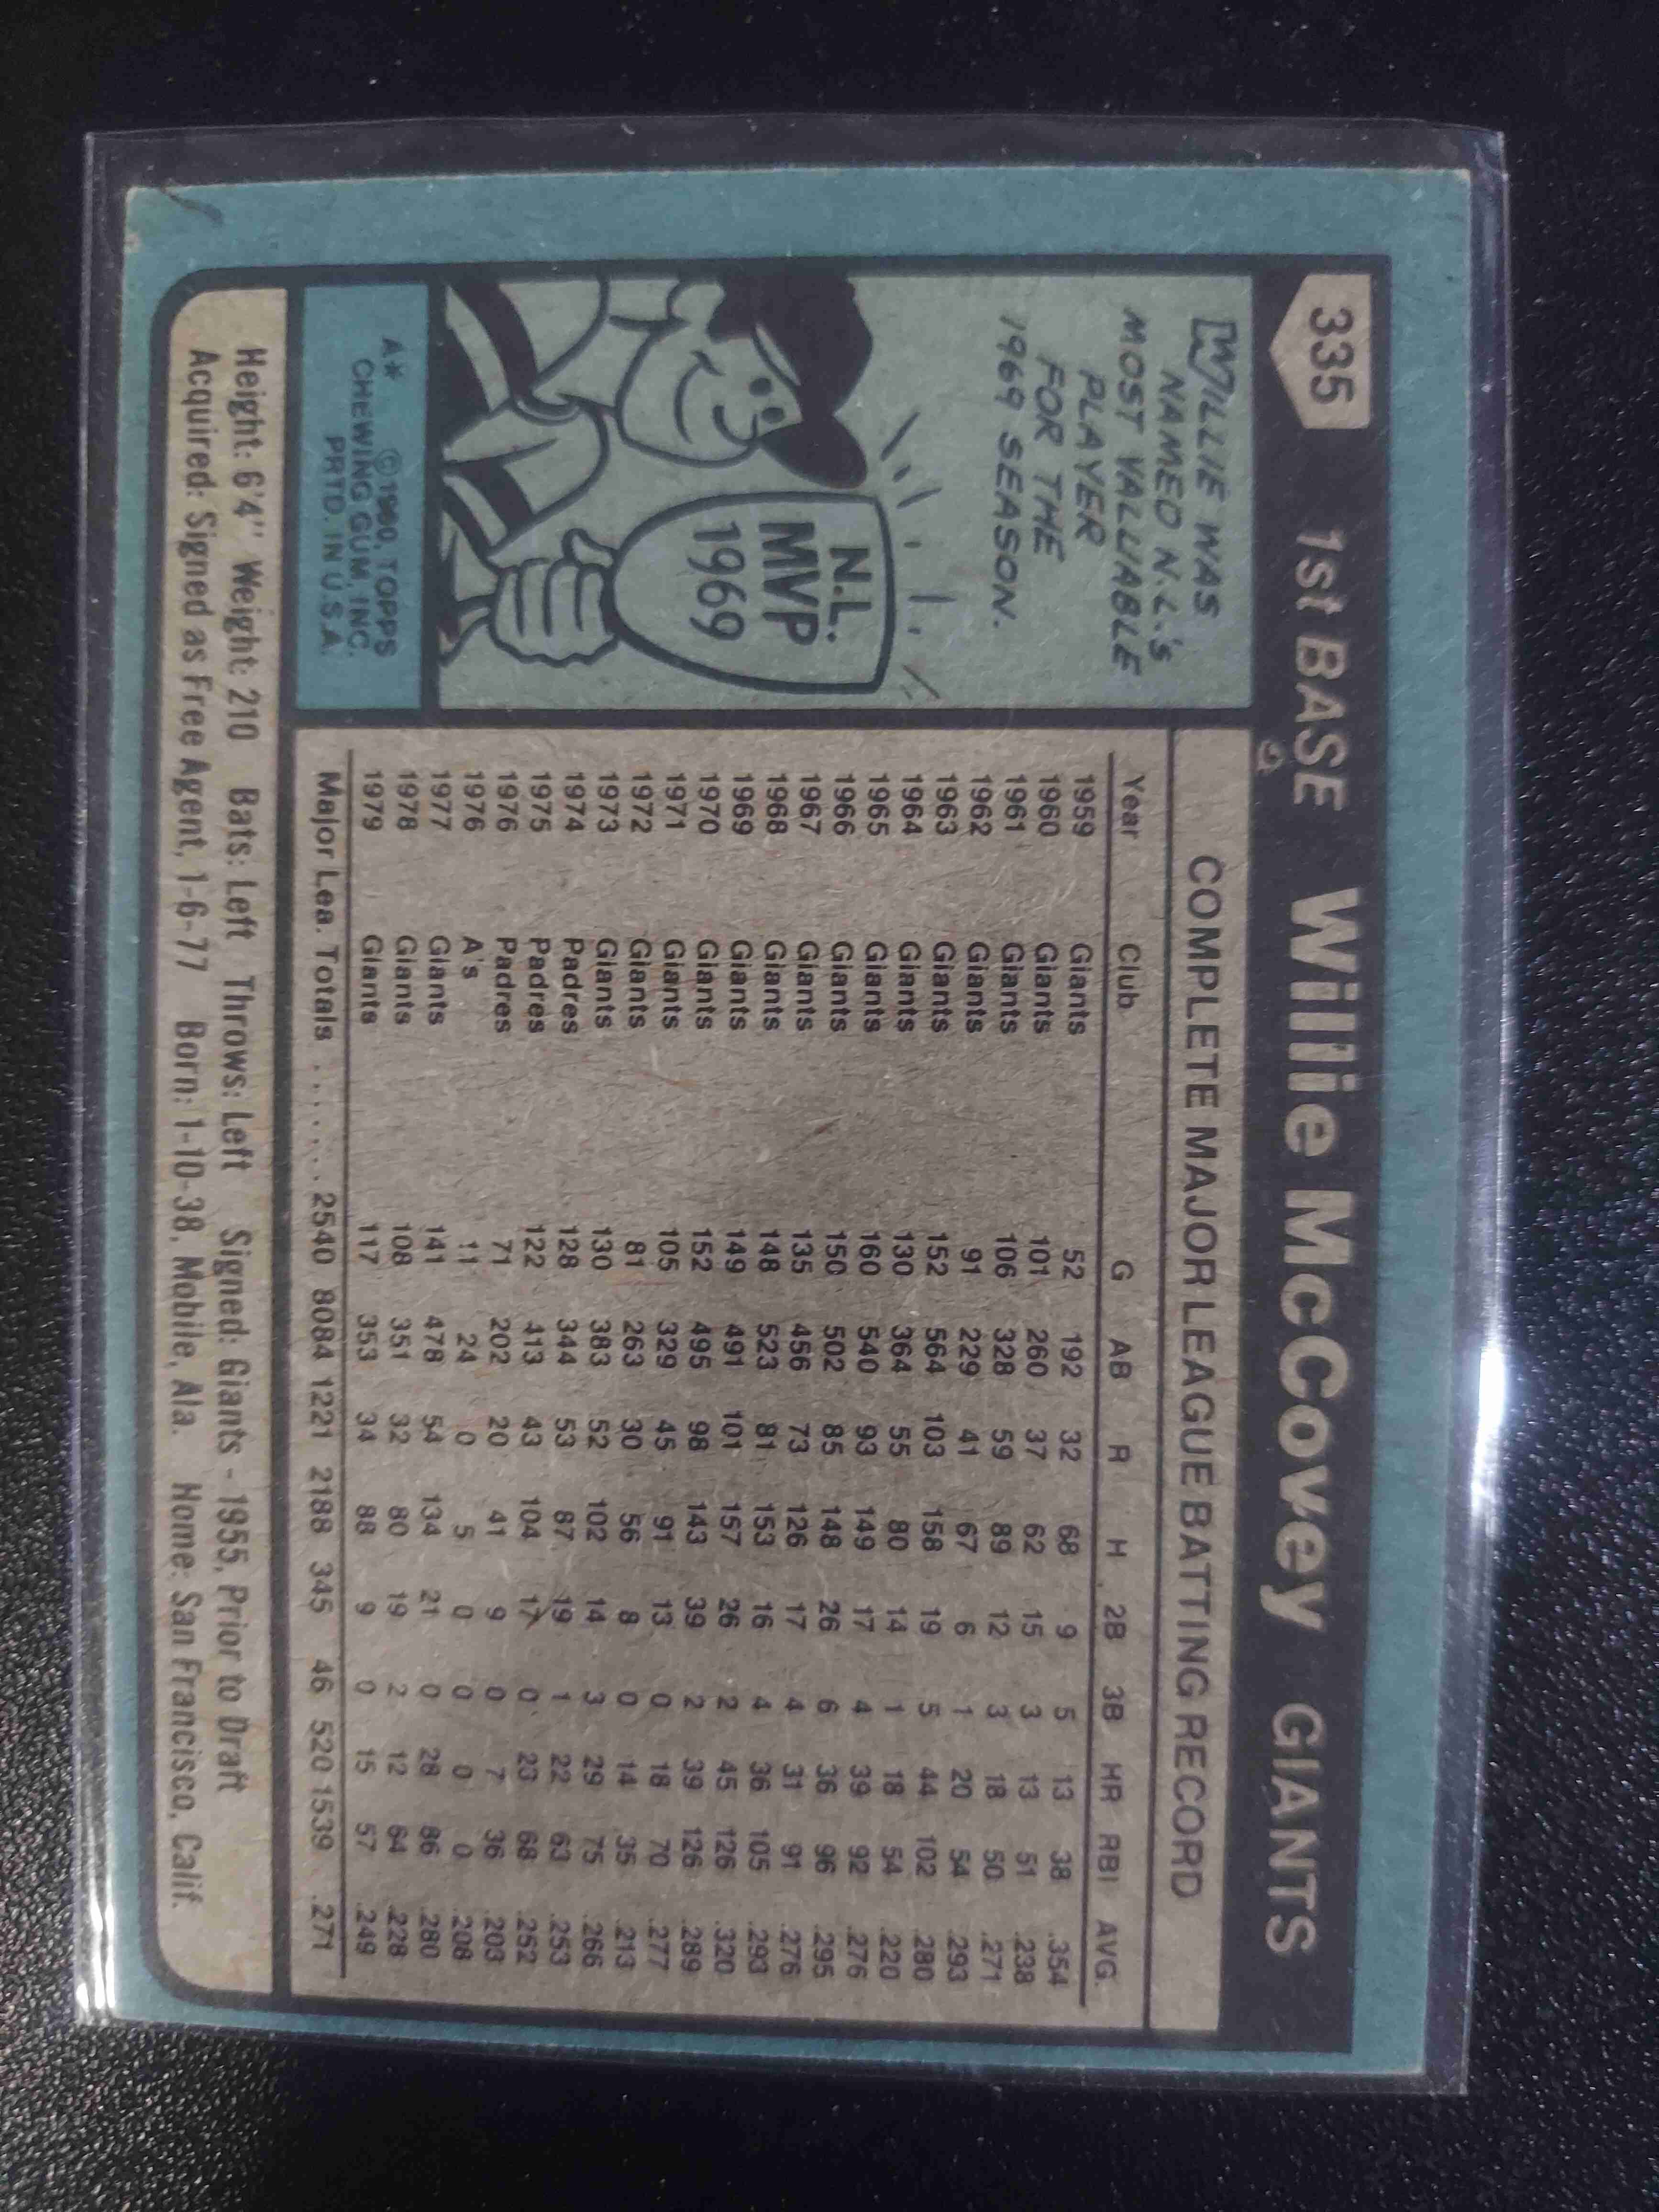 335 1st BASE Willie McCovey GIANTS
WILLIE WAS
NAMED N.L.'s
MOST VALUABLE
PLAYER
FOR THE
1969 SEASON.
N.L.
MVP
1969
A** ©1980, TOPPS
CHEWING GUM, INC.
PRTD. IN U.S.A.
COMPLETE MAJOR LEAGUE BATTING RECORD
Year Club G AB R H 2B 3B HR RBI AVG.
1959 Giants 52 192 32 68 9 5 13 38 .354
1960 Giants 101 260 37 62 15 3 13 51 .238
1961 Giants 106 328 59 89 12 3 18 50 .271
1962 Giants 91 229 41 67 6 1 20 54 .293
1963 Giants 152 564 103 158 19 5 44 102 .280
1964 Giants 130 364 55 80 14 1 18 54 .220
1965 Giants 160 540 93 149 17 4 39 92 .276
1966 Giants 150 502 85 148 26 6 36 96 .295
1967 Giants 135 456 73 126 17 4 31 91 .276
1968 Giants 148 523 81 153 16 4 36 105 .293
1969 Giants 149 491 101 157 26 2 45 126 .320
1970 Giants 152 495 98 143 39 2 39 126 .289
1971 Giants 105 329 45 91 13 0 18 70 .277
1972 Giants 81 263 30 56 8 0 14 35 .213
1973 Giants 130 383 52 102 14 3 29 75 .266
1974 Padres 128 344 53 87 19 1 22 63 .253
1975 Padres 122 413 43 104 17 0 23 68 .252
1976 Padres 71 202 20 41 9 0 7 36 .203
1976 A's 11 24 0 5 0 0 0 0 .208
1977 Giants 141 478 54 134 21 0 28 86 .280
1978 Giants 108 351 32 80 19 2 12 64 .228
1979 Giants 117 353 34 88 9 0 15 57 .249
Major Lea. Totals ....... 2540 8084 1221 2188 345 46 520 1539 .271
Height: 6'4" Weight: 210 Bats: Left Throws: Left Signed: Giants - 1955, Prior to Draft
Acquired: Signed as Free Agent, 1-6-77 Born: 1-10-38, Mobile, Ala. Home: San Francisco, Calif.